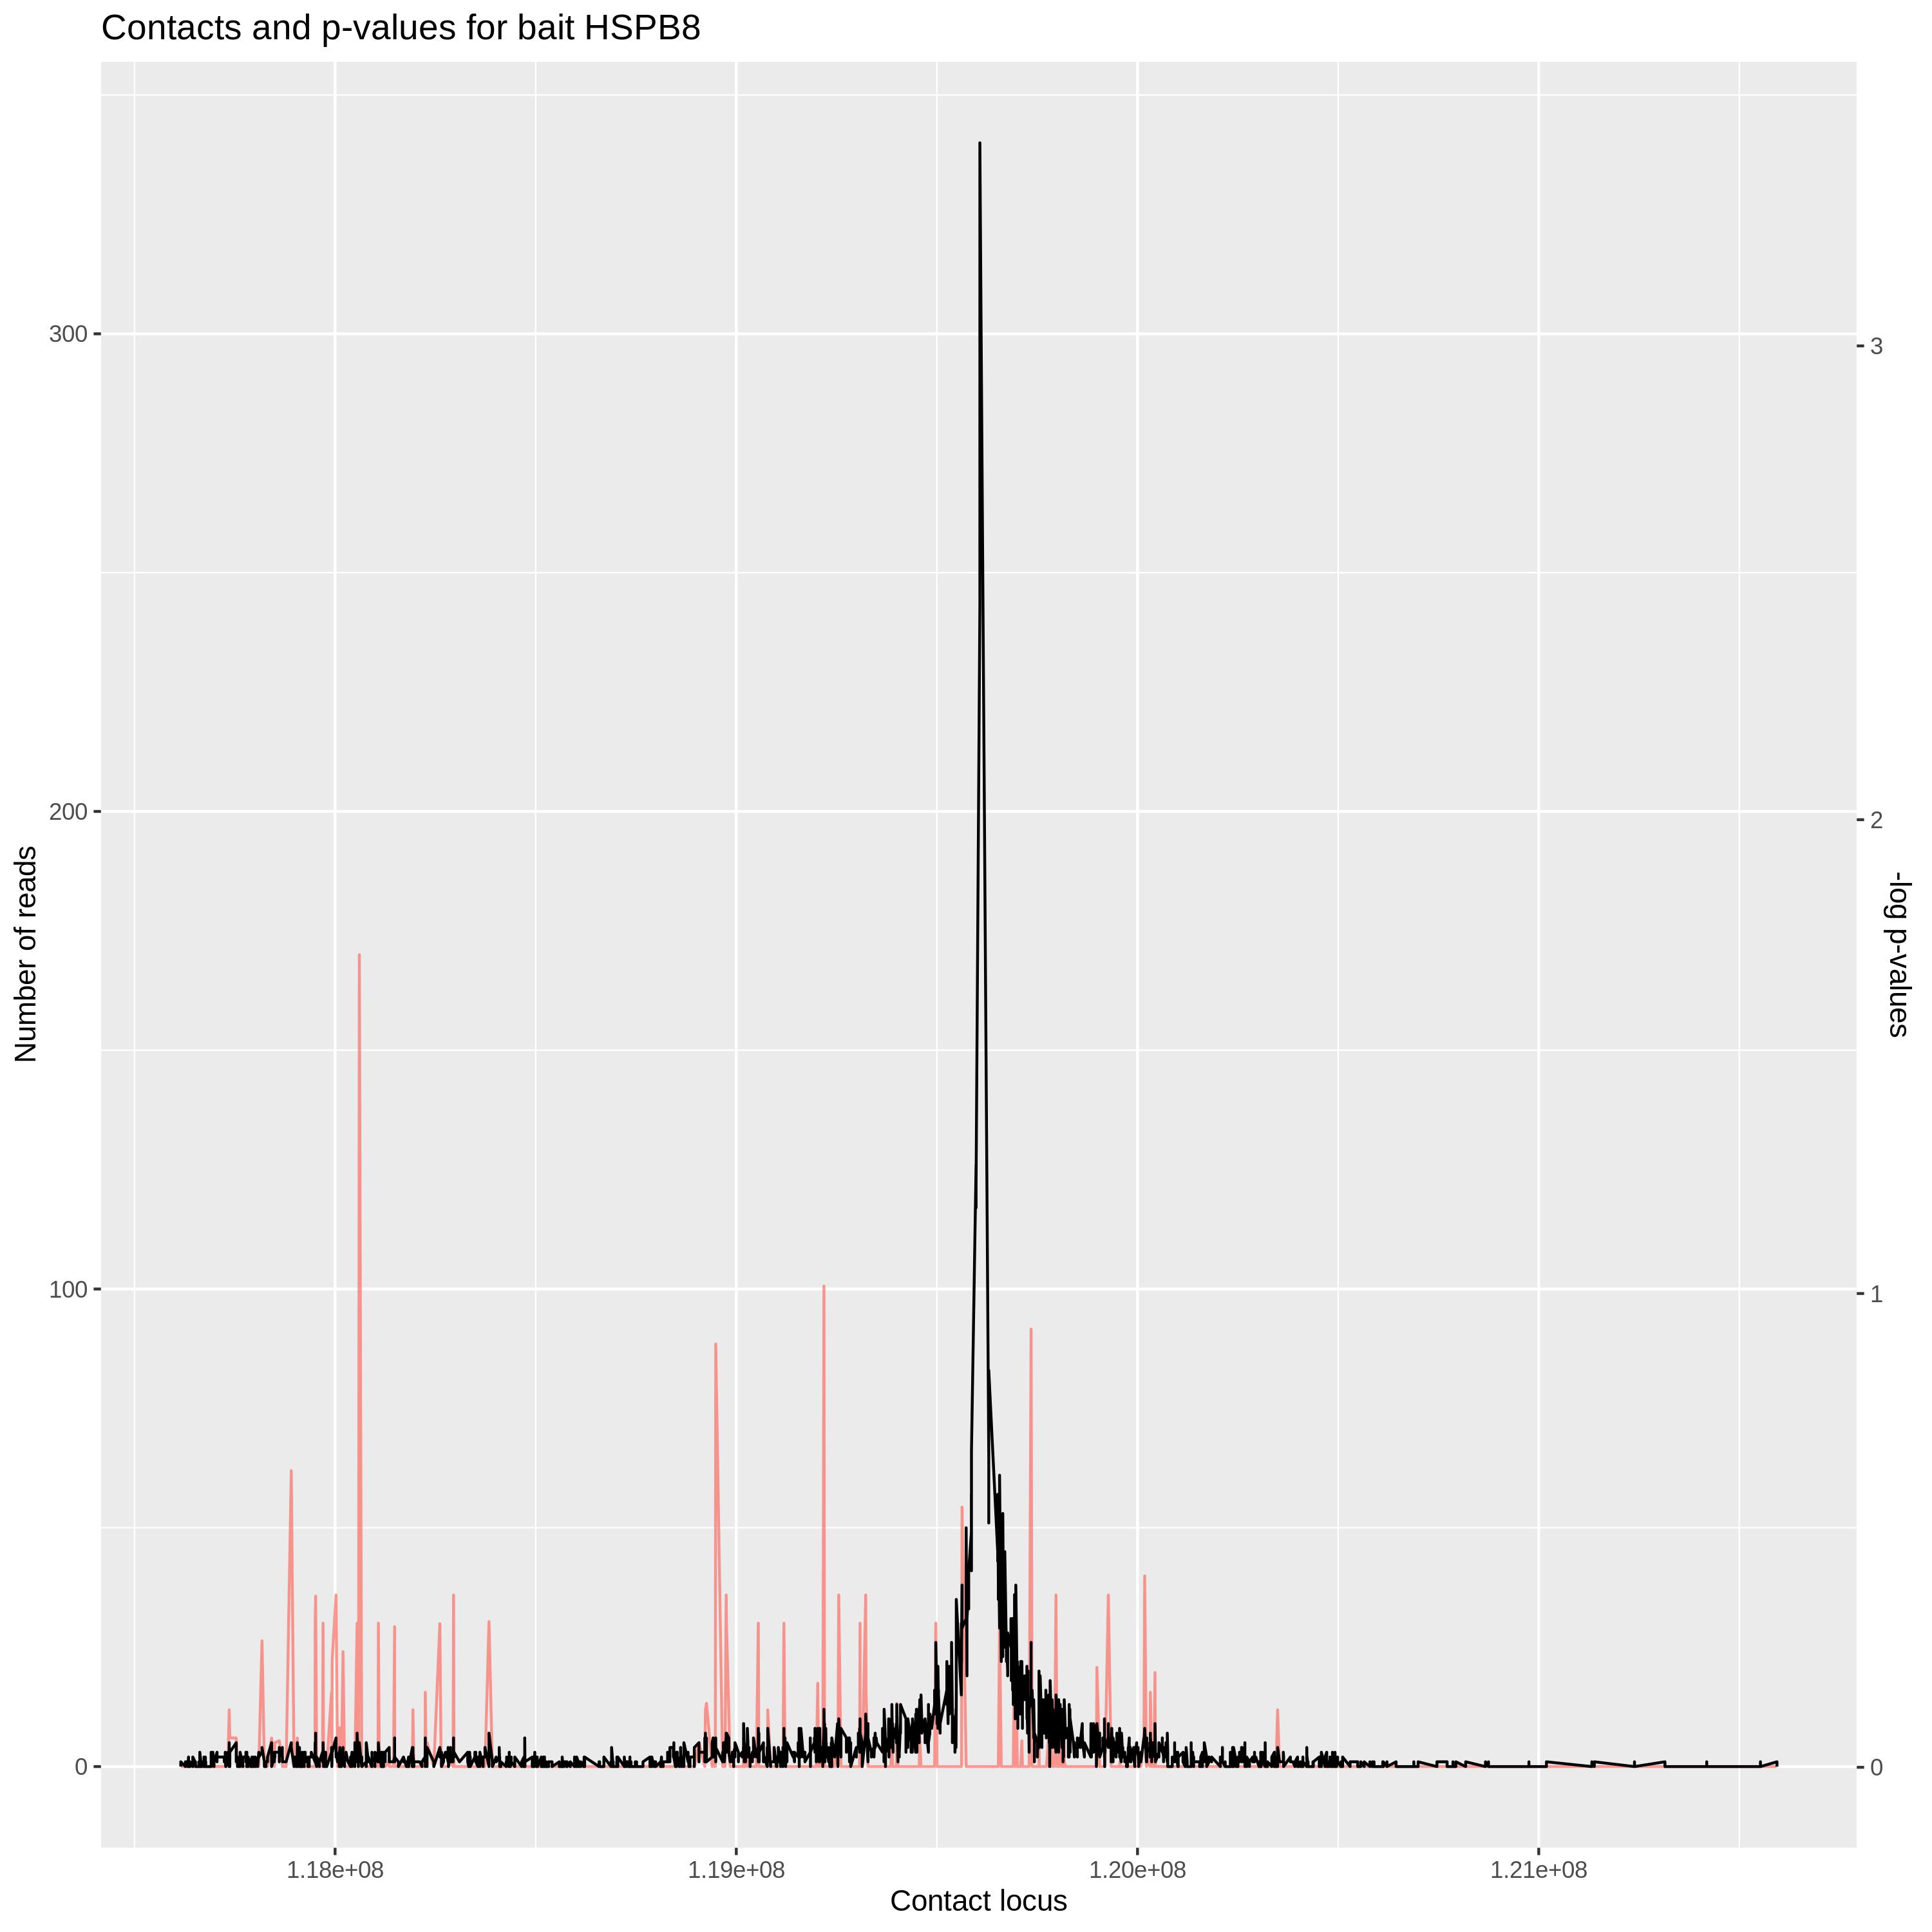 Contacts and p-values for bait HSPB8
Number of reads
300
200
100
0
3
2
1
0
-log p-values
1.18e+08
1.19e+08
1.20e+08
1.21e+08
Contact locus